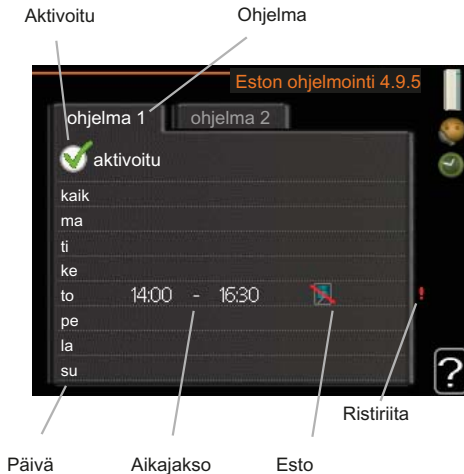 Aktivoitu
Ohjelma
Eston ohjelmointi 4.9.5
ohjelma 1
ohjelma 2
aktivoitu
kaik
ma
ti
ke
to 14:00 - 16:30 !
pe
la
su
?
Ristiriita
Päivä
Aikajakso
Esto